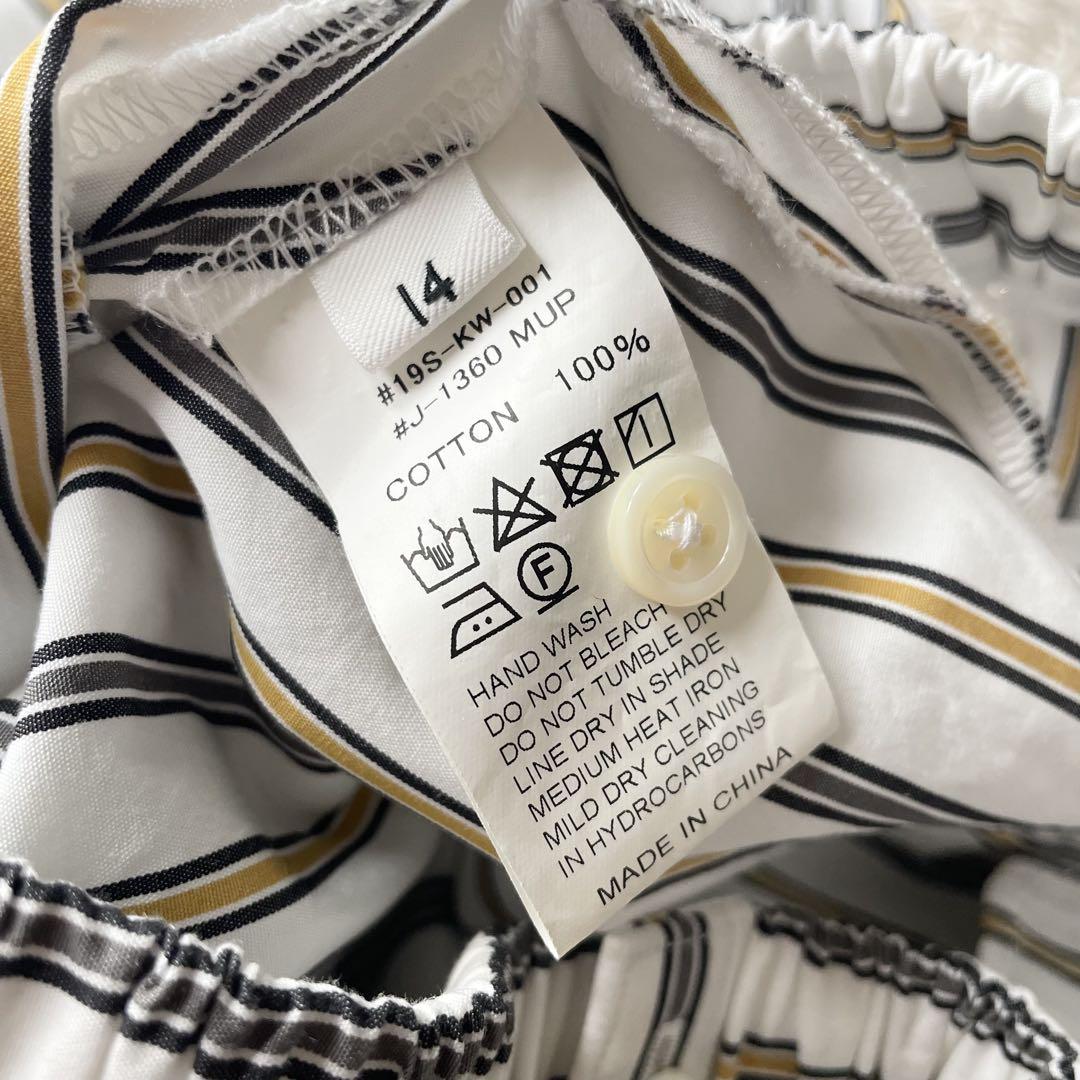 14
#19S-KW-001
#J-1360 MUP
COTTON 100%
F
HAND WASH
DO NOT BLEACH
DO NOT TUMBLE DRY
LINE DRY IN SHADE
MEDIUM HEAT IRON
MILD DRY CLEANING
IN HYDROCARBONS
MADE IN CHINA